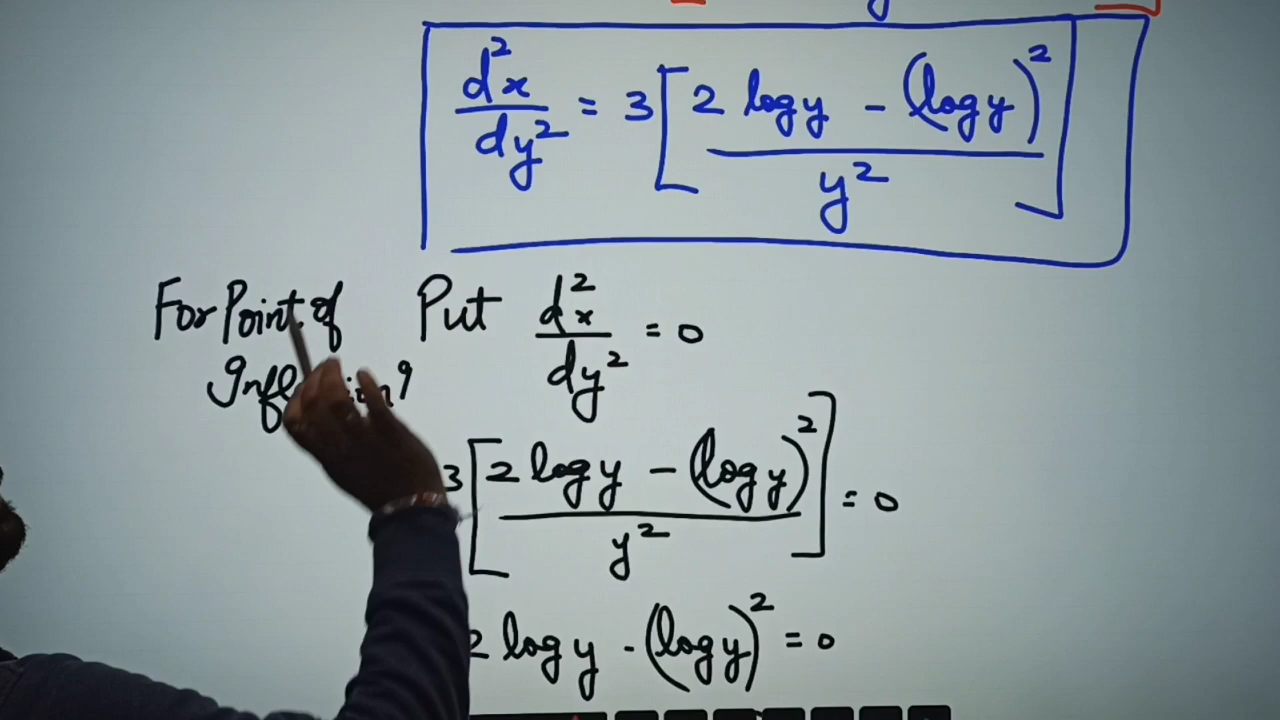 d²x/dy² = 3[(2 log y - (log y)²)/y²]
For Point of Put d²x/dy² = 0
3[(2 log y - (log y)²)/y²] = 0
2 log y - (log y)² = 0